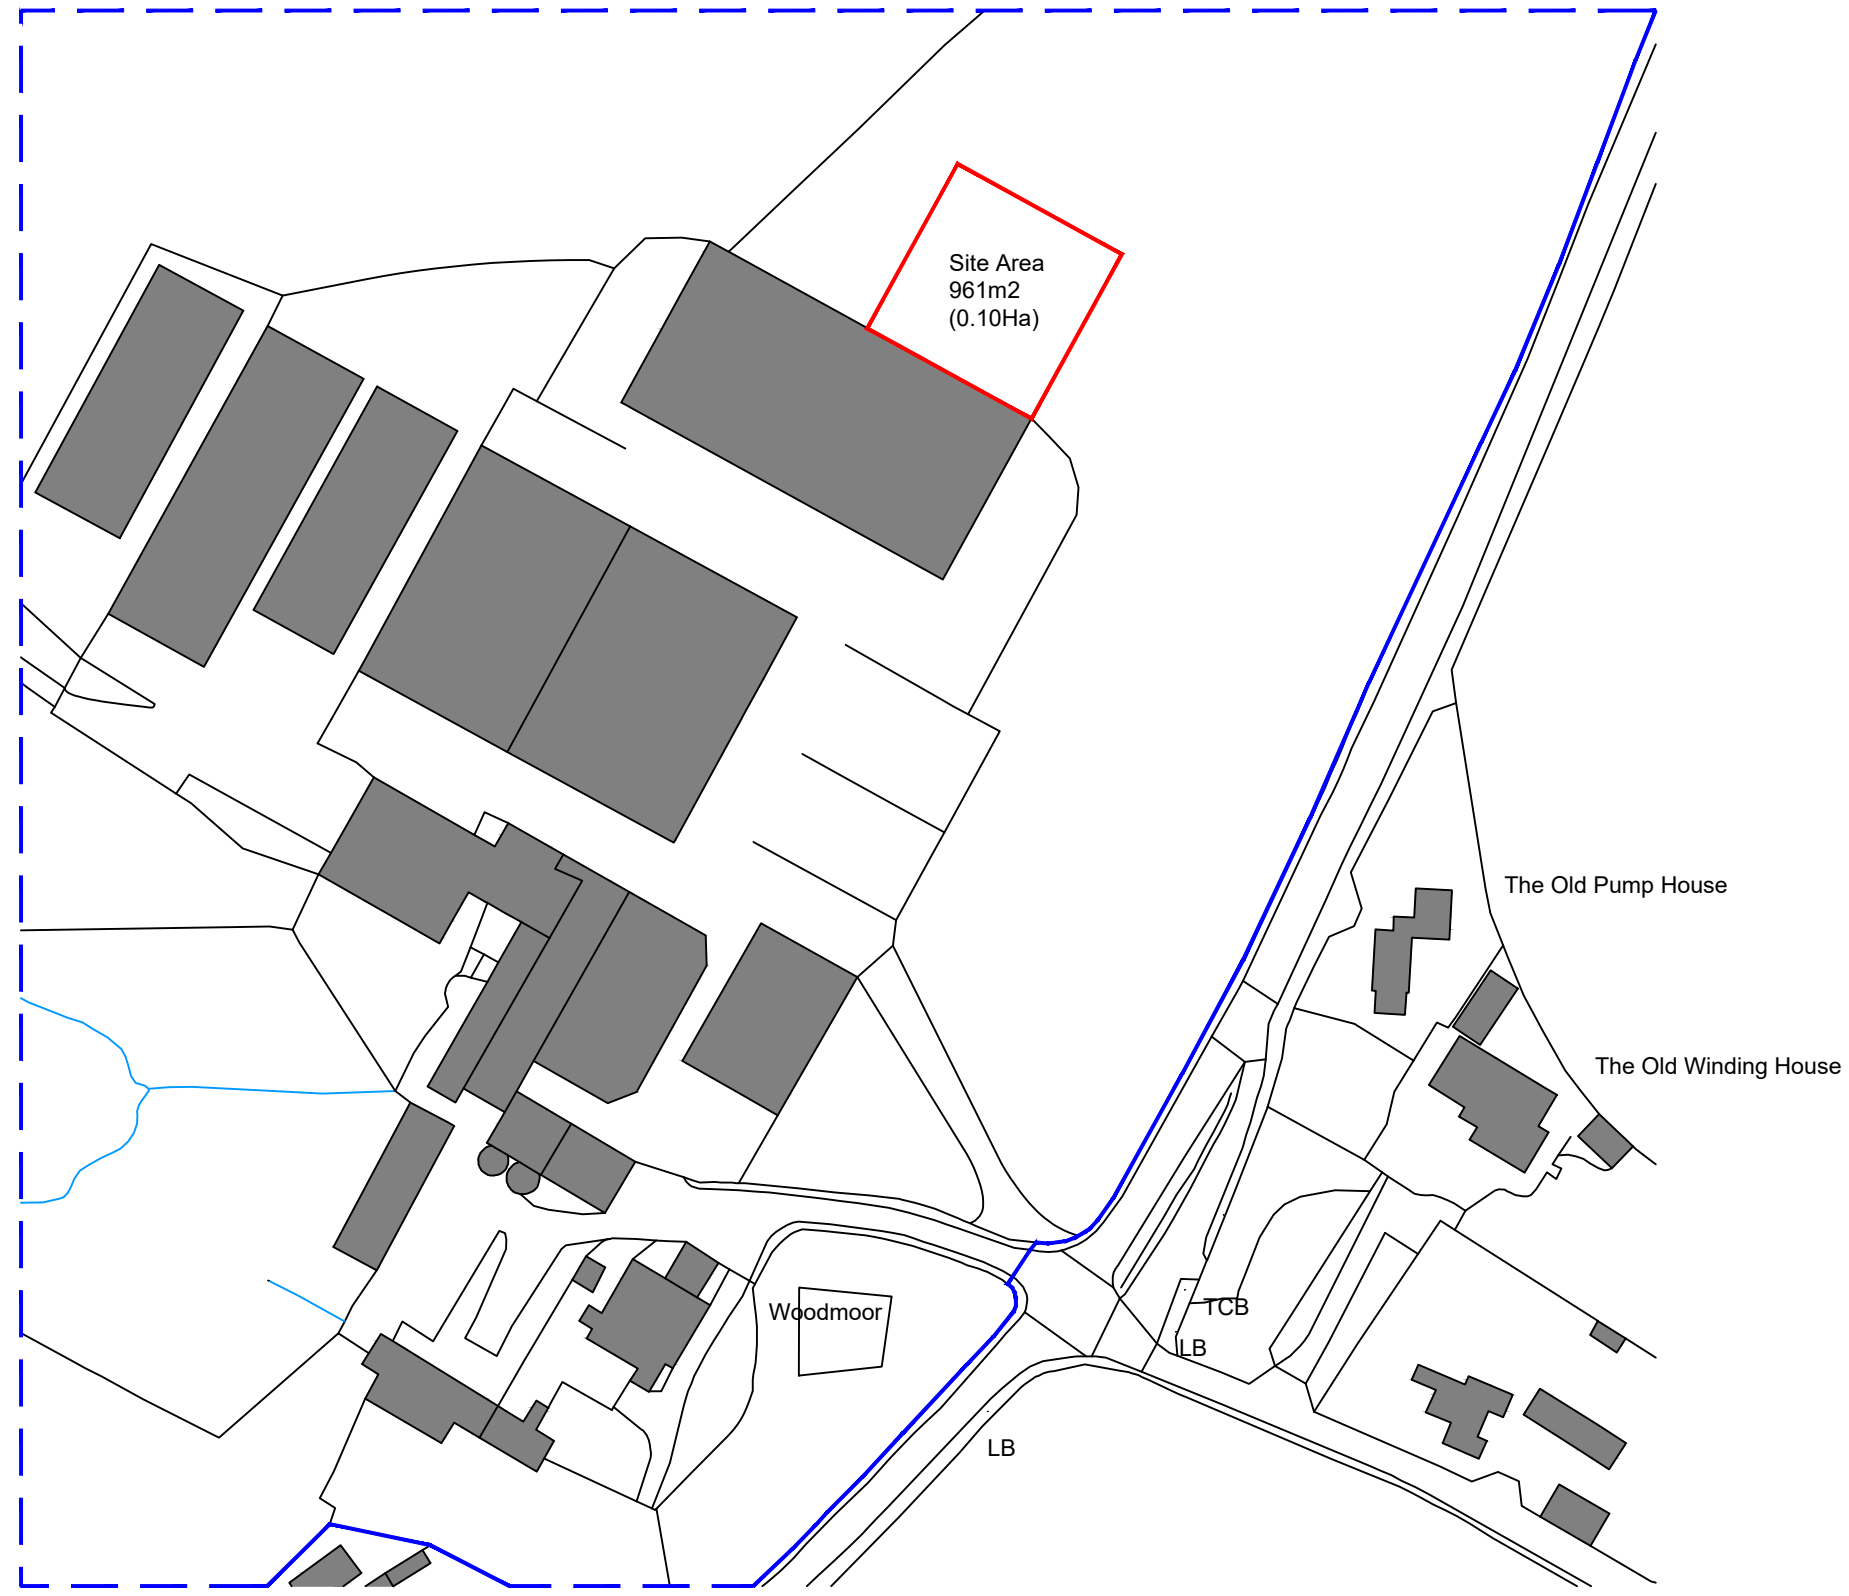 Site Area
961m2
(0.10Ha)
The Old Pump House
The Old Winding House
TCB
Woodmoor
LB
LB